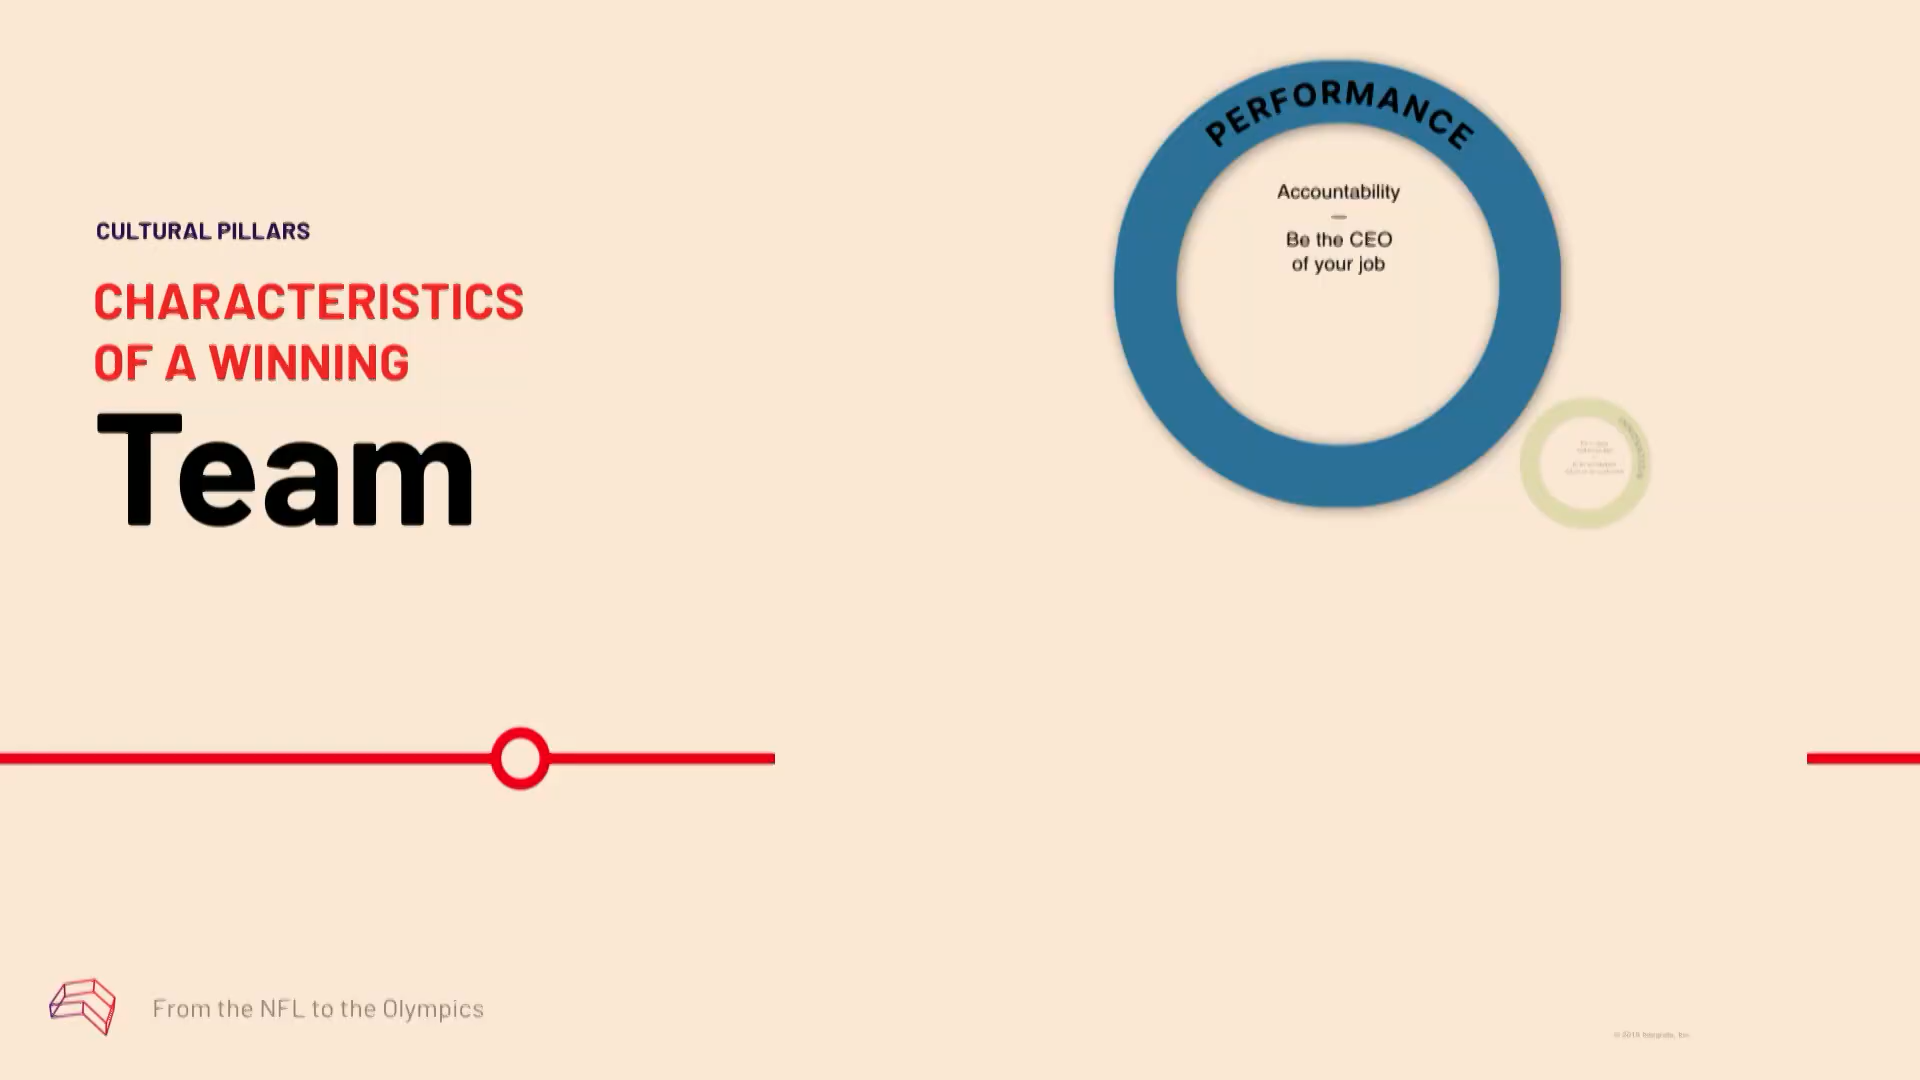 CULTURAL PILLARS
CHARACTERISTICS
OF A WINNING
Team
PERFORMANCE
Accountability
–
Be the CEO
of your job
From the NFL to the Olympics